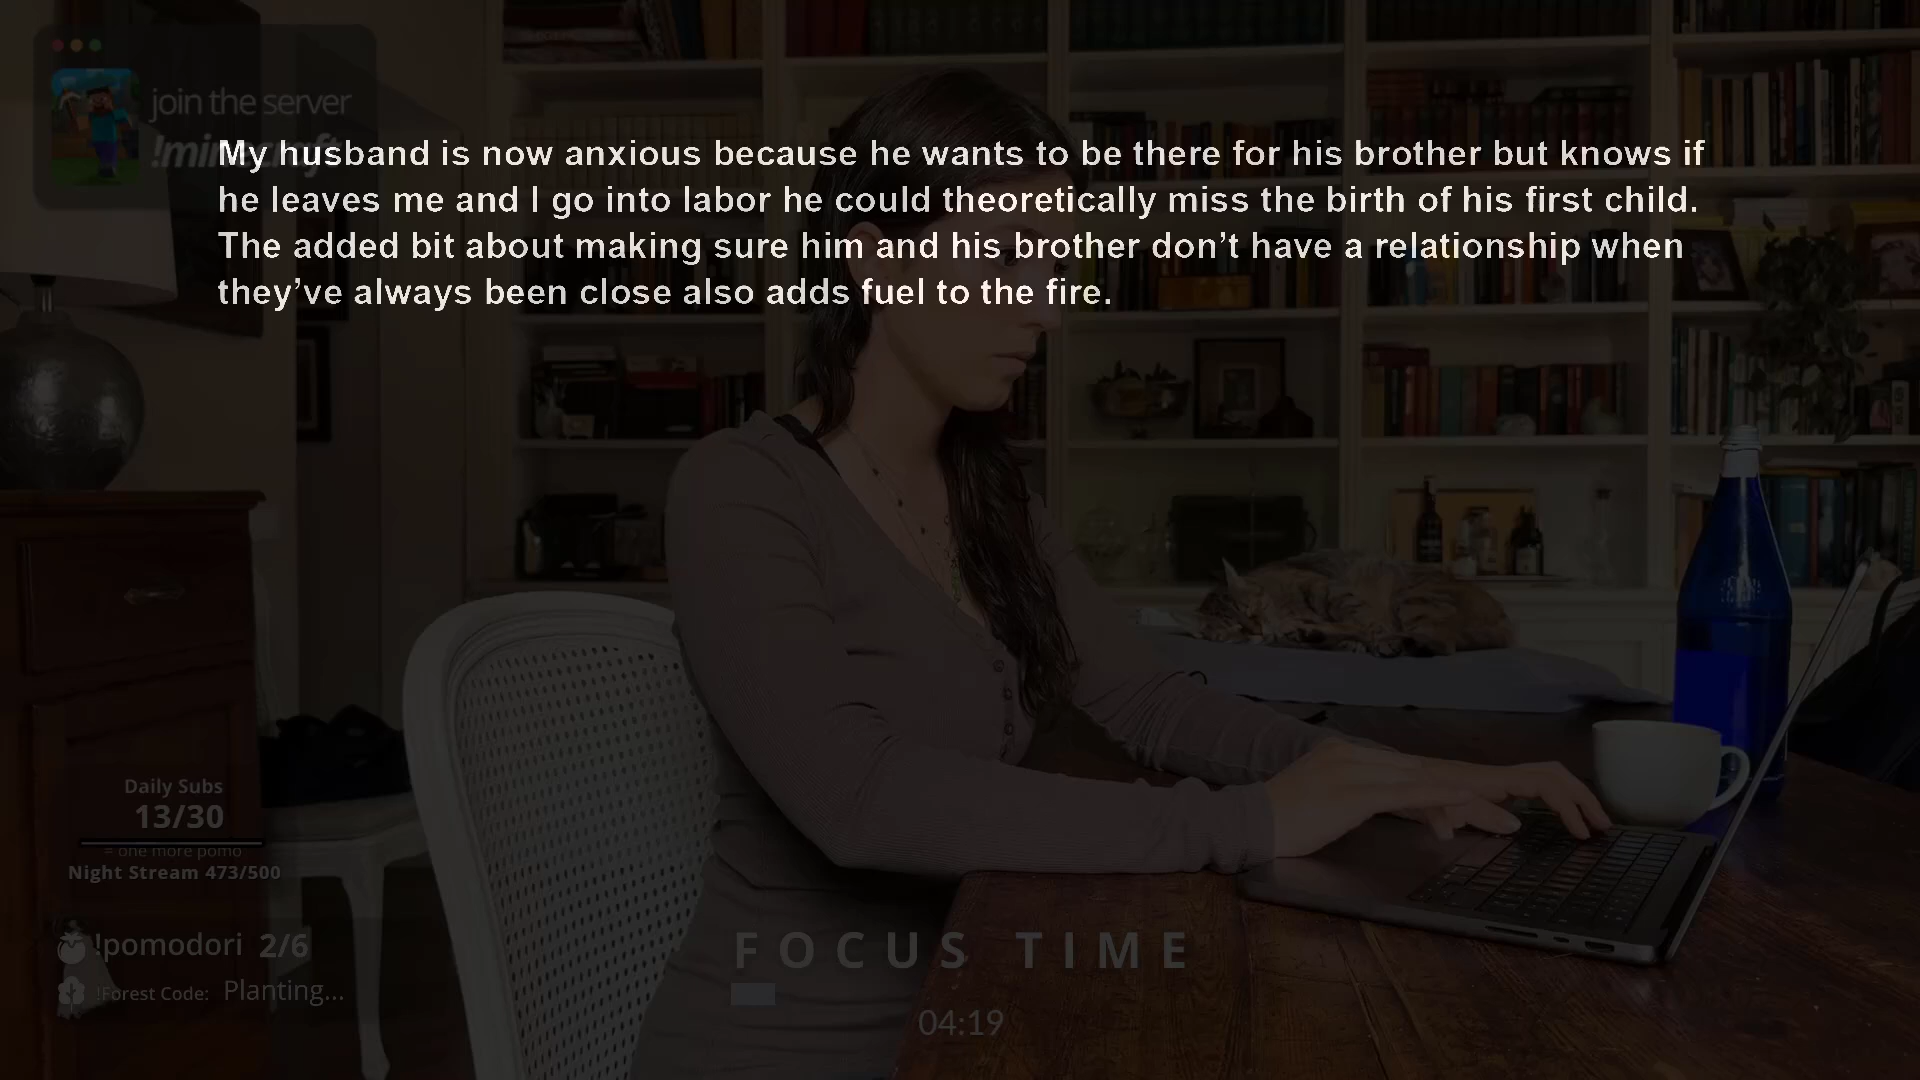 join the server
!minecraft
My husband is now anxious because he wants to be there for his brother but knows if
he leaves me and I go into labor he could theoretically miss the birth of his first child.
The added bit about making sure him and his brother don’t have a relationship when
they’ve always been close also adds fuel to the fire.
Daily Subs
13/30
= one more pomo
Night Stream 473/500
!pomodori 2/6
!Forest Code: Planting...
FOCUS TIME
04:19